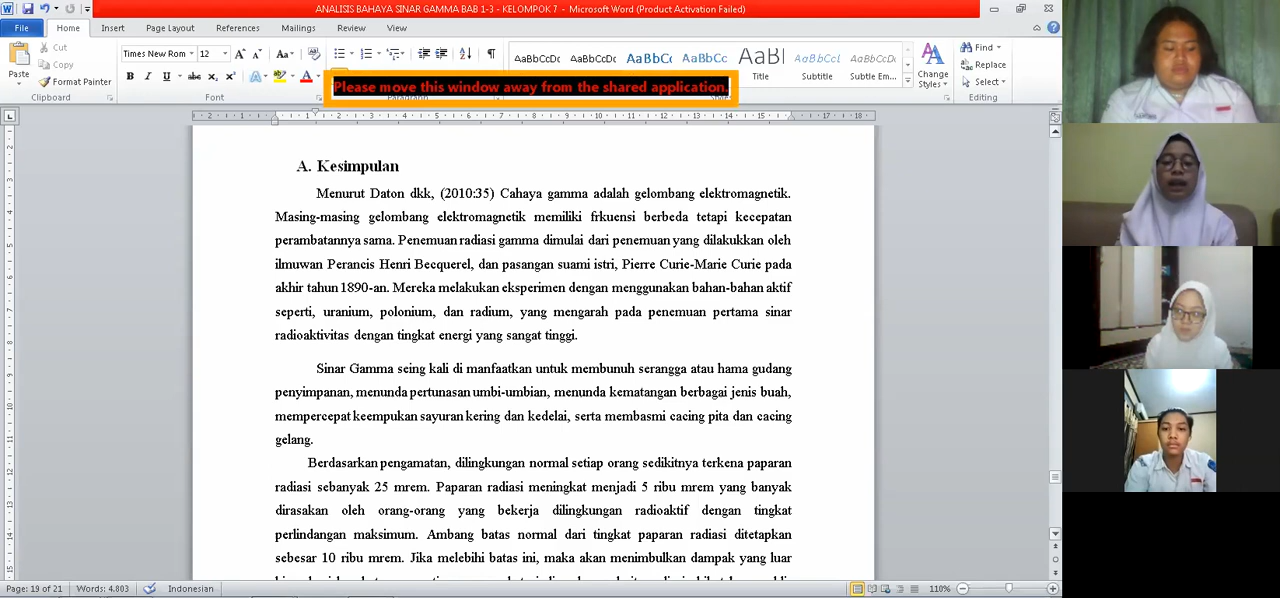 ANALISIS BAHAYA SINAR GAMMA BAB 1-3 - KELOMPOK 7 - Microsoft Word (Product Activation Failed)
File Home Insert Page Layout References Mailings Review View
Paste
Cut
Copy
Format Painter
Clipboard
Times New Rom 12
Font
Paragraph
AaBbCcDc AaBbCcDc AaBbC AaBbCc AaBl AaBbCcl AaBbCcDc
Title Subtitle Subtle Em...
Change Styles
Find
Replace
Select
Editing
Please move this window away from the shared application.
A. Kesimpulan
Menurut Daton dkk, (2010:35) Cahaya gamma adalah gelombang elektromagnetik.
Masing-masing gelombang elektromagnetik memiliki frkuensi berbeda tetapi kecepatan
perambatannya sama. Penemuan radiasi gamma dimulai dari penemuan yang dilakukkan oleh
ilmuwan Perancis Henri Becquerel, dan pasangan suami istri, Pierre Curie-Marie Curie pada
akhir tahun 1890-an. Mereka melakukan eksperimen dengan menggunakan bahan-bahan aktif
seperti, uranium, polonium, dan radium, yang mengarah pada penemuan pertama sinar
radioaktivitas dengan tingkat energi yang sangat tinggi.
Sinar Gamma seing kali di manfaatkan untuk membunuh serangga atau hama gudang
penyimpanan, menunda pertunasan umbi-umbian, menunda kematangan berbagai jenis buah,
mempercepat keempukan sayuran kering dan kedelai, serta membasmi cacing pita dan cacing
gelang.
Berdasarkan pengamatan, dilingkungan normal setiap orang sedikitnya terkena paparan
radiasi sebanyak 25 mrem. Paparan radiasi meningkat menjadi 5 ribu mrem yang banyak
dirasakan oleh orang-orang yang bekerja dilingkungan radioaktif dengan tingkat
perlindangan maksimum. Ambang batas normal dari tingkat paparan radiasi ditetapkan
sebesar 10 ribu mrem. Jika melebihi batas ini, maka akan menimbulkan dampak yang luar
Page: 19 of 21 Words: 4.803 Indonesian 110%